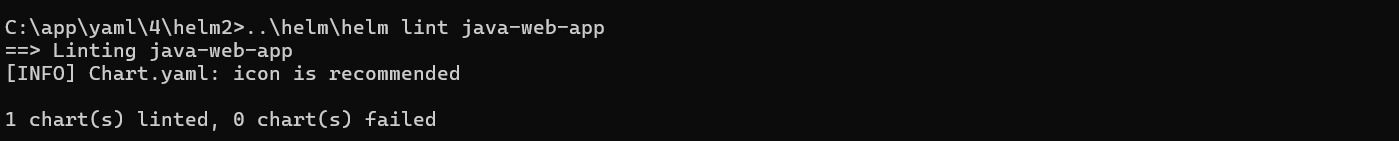 C:\app\yaml\4\helm2>..\helm\helm lint java-web-app
==> Linting java-web-app
[INFO] Chart.yaml: icon is recommended
1 chart(s) linted, 0 chart(s) failed